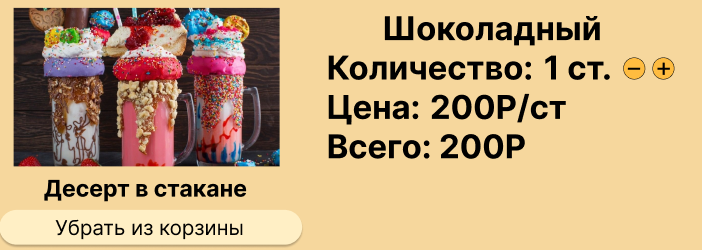 Шоколадный
Количество: 1 ст. − +
Цена: 200Р/ст
Всего: 200Р
Десерт в стакане
Убрать из корзины